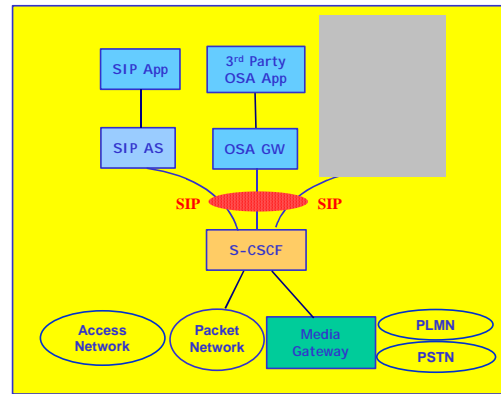 SIP App
3rd Party
OSA App
SIP AS
OSA GW
SIP
SIP
S-CSCF
Access
Network
Packet
Network
Media
Gateway
PLMN
PSTN